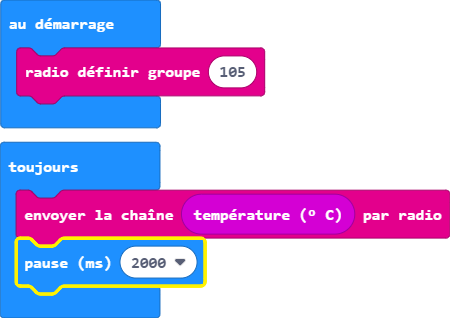 au démarrage
radio définir groupe 105
toujours
envoyer la chaîne température (° C) par radio
pause (ms) 2000